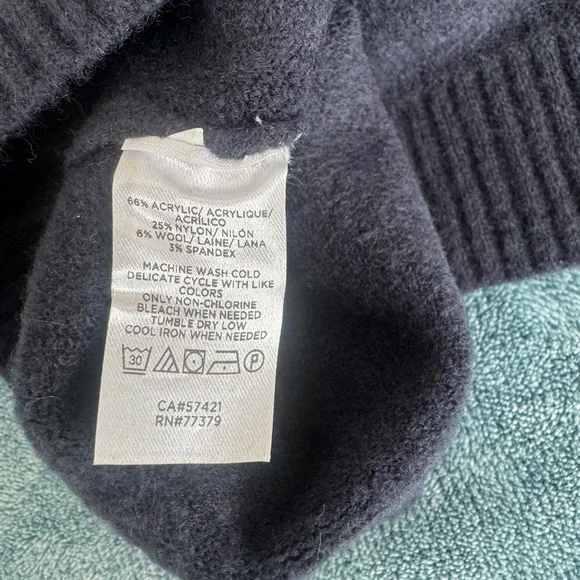 66% ACRYLIC/ ACRYLIQUE/
ACRÍLICO
25% NYLON/ NILÓN
6% WOOL/ LAINE/ LANA
3% SPANDEX
MACHINE WASH COLD
DELICATE CYCLE WITH LIKE
COLORS
ONLY NON-CHLORINE
BLEACH WHEN NEEDED
TUMBLE DRY LOW
COOL IRON WHEN NEEDED
30 P
CA#57421
RN#77379